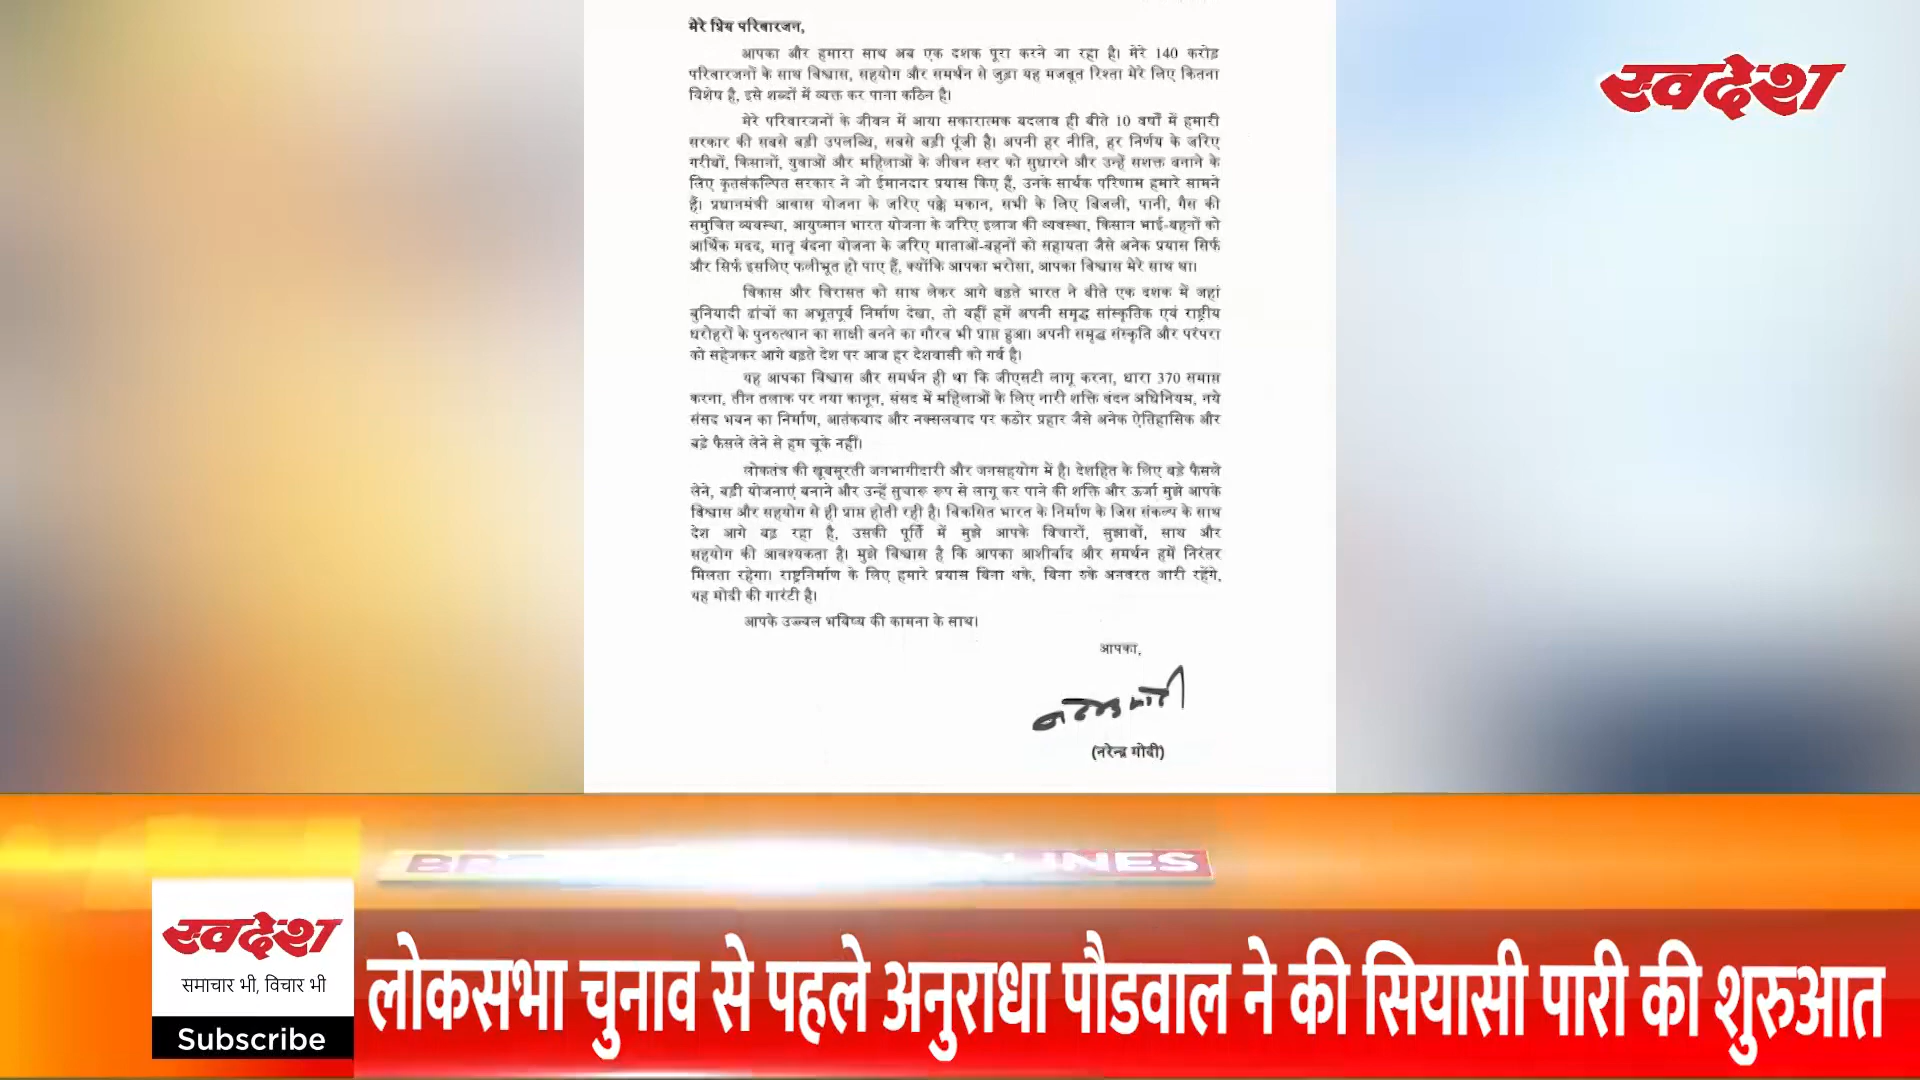 मेरे प्रिय परिवारजन,
आपका और हमारा साथ अब एक दशक पूरा करने जा रहा है। मेरे 140 करोड़
परिवारजनों के साथ विश्वास, सहयोग और समर्थन से जुड़ा यह मजबूत रिश्ता मेरे लिए कितना
विशेष है, इसे शब्दों में व्यक्त कर पाना कठिन है।
मेरे परिवारजनों के जीवन में आया सकारात्मक बदलाव ही बीते 10 वर्षों में हमारी
सरकार की सबसे बड़ी उपलब्धि, सबसे बड़ी पूंजी है। अपनी हर नीति, हर निर्णय के जरिए
गरीबों, किसानों, युवाओं और महिलाओं के जीवन स्तर को सुधारने और उन्हें सशक्त बनाने के
लिए कृतसंकल्पित सरकार ने जो ईमानदार प्रयास किए हैं, उनके सार्थक परिणाम हमारे सामने
हैं। प्रधानमंत्री आवास योजना के जरिए पक्के मकान, सभी के लिए बिजली, पानी, गैस की
समुचित व्यवस्था, आयुष्मान भारत योजना के जरिए इलाज की व्यवस्था, किसान भाई-बहनों को
आर्थिक मदद, मातृ वंदना योजना के जरिए माताओं-बहनों को सहायता जैसे अनेक प्रयास सिर्फ
और सिर्फ इसलिए फलीभूत हो पाए हैं, क्योंकि आपका भरोसा, आपका विश्वास मेरे साथ था।
विकास और विरासत को साथ लेकर आगे बढ़ते भारत ने बीते एक दशक में जहां
बुनियादी ढांचों का अभूतपूर्व निर्माण देखा, तो वहीं हमें अपनी समृद्ध सांस्कृतिक एवं राष्ट्रीय
धरोहरों के पुनरुत्थान का साक्षी बनने का गौरव भी प्राप्त हुआ। अपनी समृद्ध संस्कृति और परंपरा
को सहेजकर आगे बढ़ते देश पर आज हर देशवासी को गर्व है।
यह आपका विश्वास और समर्थन ही था कि जीएसटी लागू करना, धारा 370 समाप्त
करना, तीन तलाक पर नया कानून, संसद में महिलाओं के लिए नारी शक्ति वंदन अधिनियम, नये
संसद भवन का निर्माण, आतंकवाद और नक्सलवाद पर कठोर प्रहार जैसे अनेक ऐतिहासिक और
बड़े फैसले लेने से हम चूके नहीं।
लोकतंत्र की खूबसूरती जनभागीदारी और जनसहयोग में है। देशहित के लिए बड़े फैसले
लेने, बड़ी योजनाएं बनाने और उन्हें सुचारू रूप से लागू कर पाने की शक्ति और ऊर्जा मुझे आपके
विश्वास और सहयोग से ही प्राप्त होती रही है। विकसित भारत के निर्माण के जिस संकल्प के साथ
देश आगे बढ़ रहा है, उसकी पूर्ति में मुझे आपके विचारों, सुझावों, साथ और
सहयोग की आवश्यकता है। मुझे विश्वास है कि आपका आशीर्वाद और समर्थन हमें निरंतर
मिलता रहेगा। राष्ट्रनिर्माण के लिए हमारे प्रयास बिना थके, बिना रुके अनवरत जारी रहेंगे,
यह मोदी की गारंटी है।
आपके उज्ज्वल भविष्य की कामना के साथ।
आपका,
नरेन्द्र मोदी
(नरेन्द्र मोदी)
स्वदेश
स्वदेश
समाचार भी, विचार भी
Subscribe
लोकसभा चुनाव से पहले अनुराधा पौडवाल ने की सियासी पारी की शुरुआत